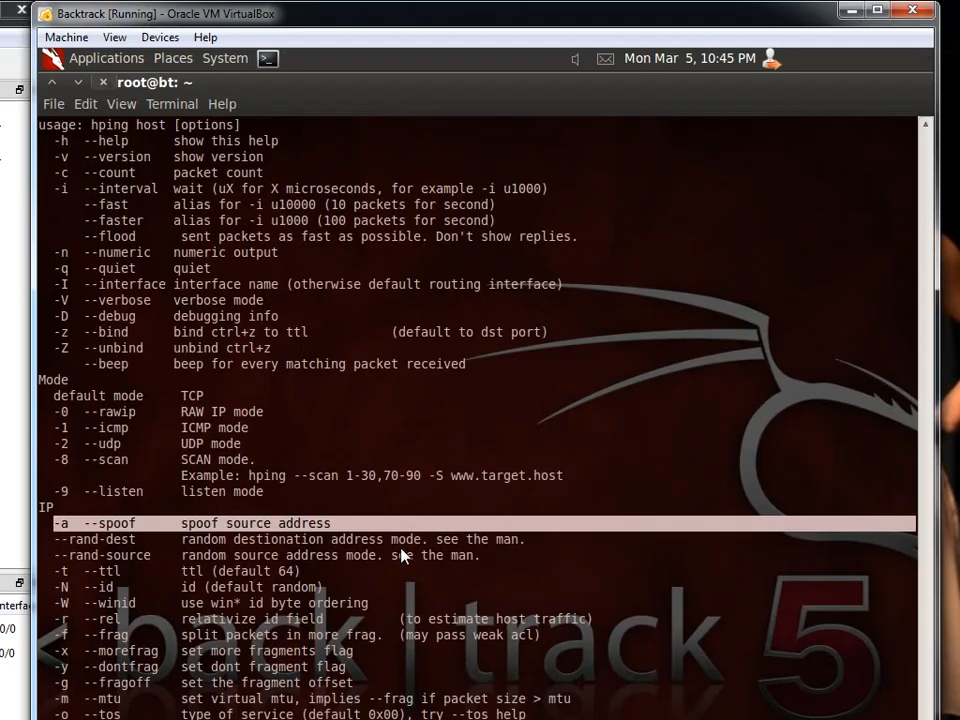 Backtrack [Running] - Oracle VM VirtualBox
Machine View Devices Help
Applications Places System Mon Mar 5, 10:45 PM
root@bt: ~
File Edit View Terminal Help
usage: hping host [options]
-h --help show this help
-v --version show version
-c --count packet count
-i --interval wait (uX for X microseconds, for example -i u1000)
--fast alias for -i u10000 (10 packets for second)
--faster alias for -i u1000 (100 packets for second)
--flood sent packets as fast as possible. Don't show replies.
-n --numeric numeric output
-q --quiet quiet
-I --interface interface name (otherwise default routing interface)
-V --verbose verbose mode
-D --debug debugging info
-z --bind bind ctrl+z to ttl (default to dst port)
-Z --unbind unbind ctrl+z
--beep beep for every matching packet received
Mode
default mode TCP
-0 --rawip RAW IP mode
-1 --icmp ICMP mode
-2 --udp UDP mode
-8 --scan SCAN mode.
Example: hping --scan 1-30,70-90 -S www.target.host
-9 --listen listen mode
IP
-a --spoof spoof source address
--rand-dest random destionation address mode. see the man.
--rand-source random source address mode. see the man.
-t --ttl ttl (default 64)
-N --id id (default random)
-W --winid use win* id byte ordering
-r --rel relativize id field (to estimate host traffic)
-f --frag split packets in more frag. (may pass weak acl)
-x --morefrag set more fragments flag
-y --dontfrag set dont fragment flag
-g --fragoff set the fragment offset
-m --mtu set virtual mtu, implies --frag if packet size > mtu
-o --tos type of service (default 0x00), try --tos help
<back | track 5
nterfac
0/0
0/0